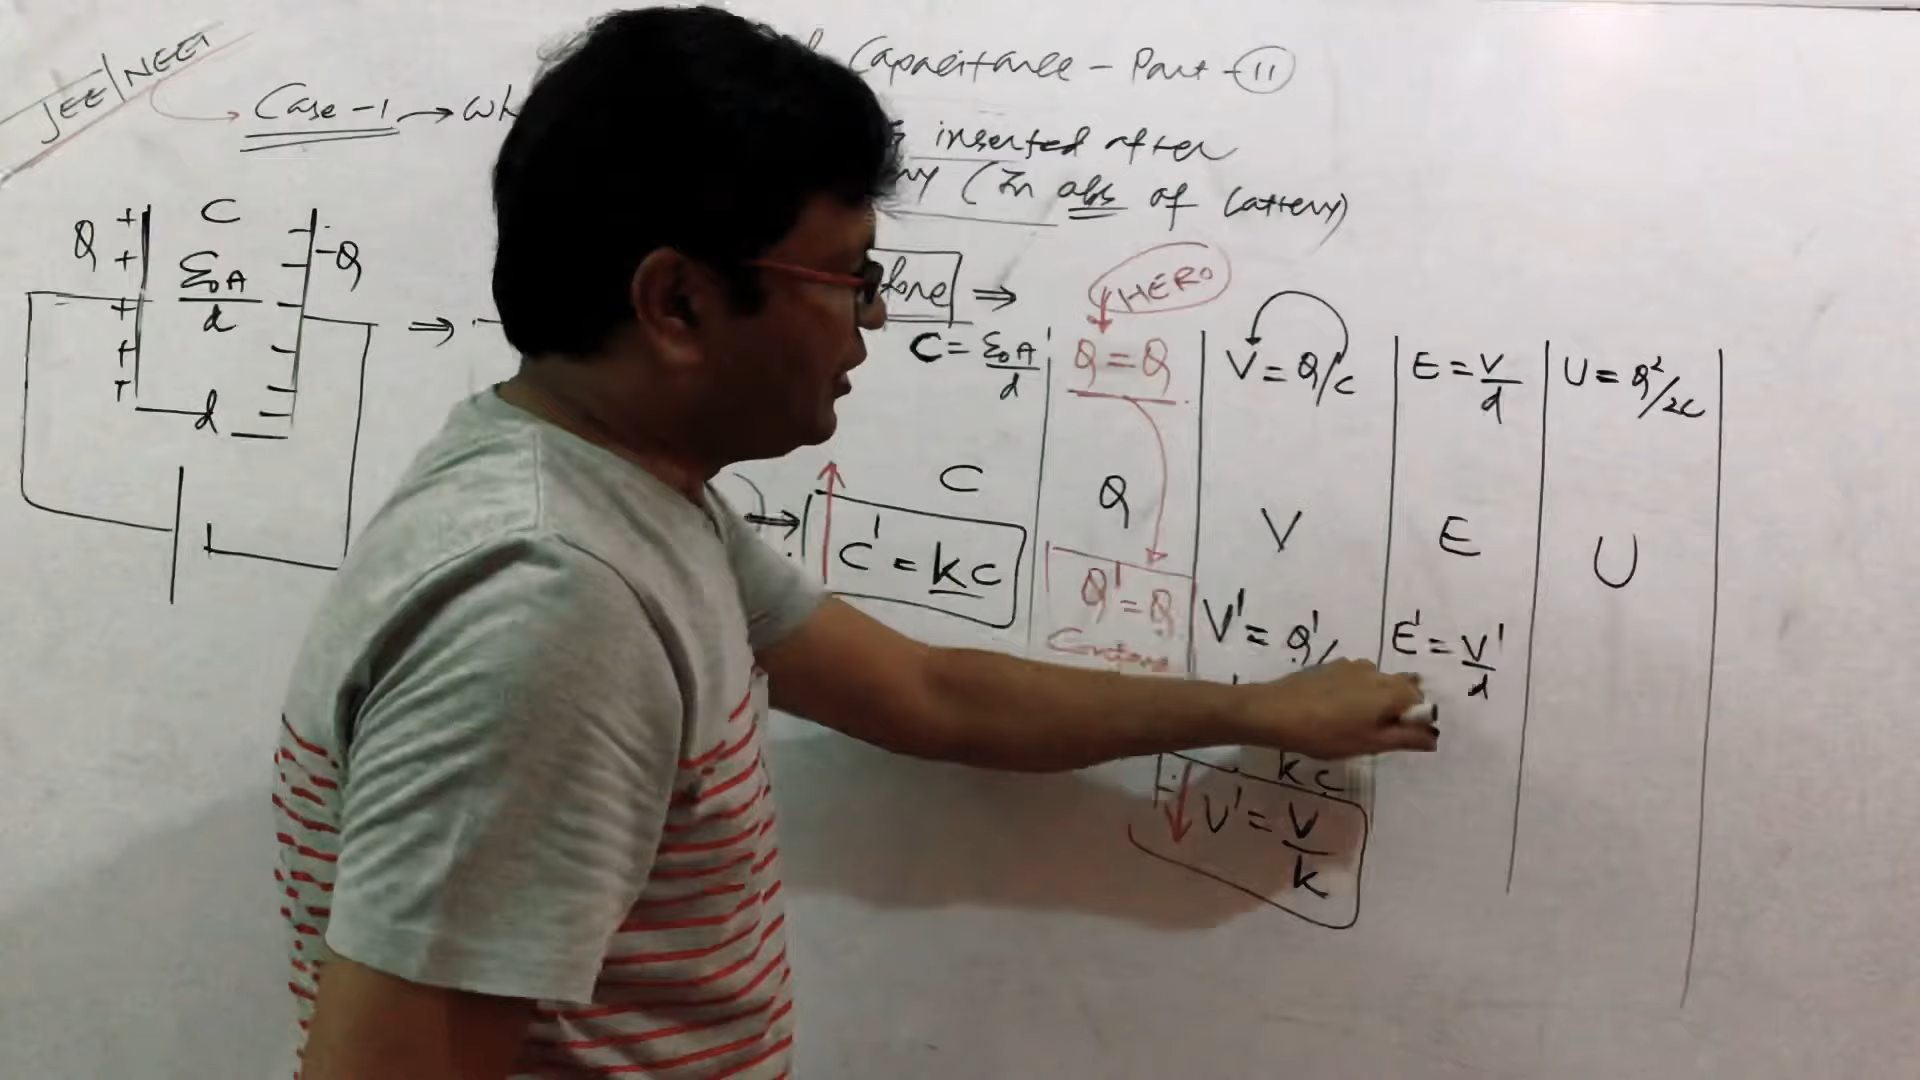 JEE/NEET
Capacitance - Part - 11
Case - 1 → wh
inserted after
(In abs of battery)
Q + C - -Q
ε₀A/d
d
⇒
fore ⇒
HERO
C = ε₀A/d
Q = Q
V = Q/C
E = V/d
U = Q²/2C
C
Q
V
E
U
⇒ C' = kC
Q' = Q
V' = Q'/
E' = V'/d
kC
V' = V/k